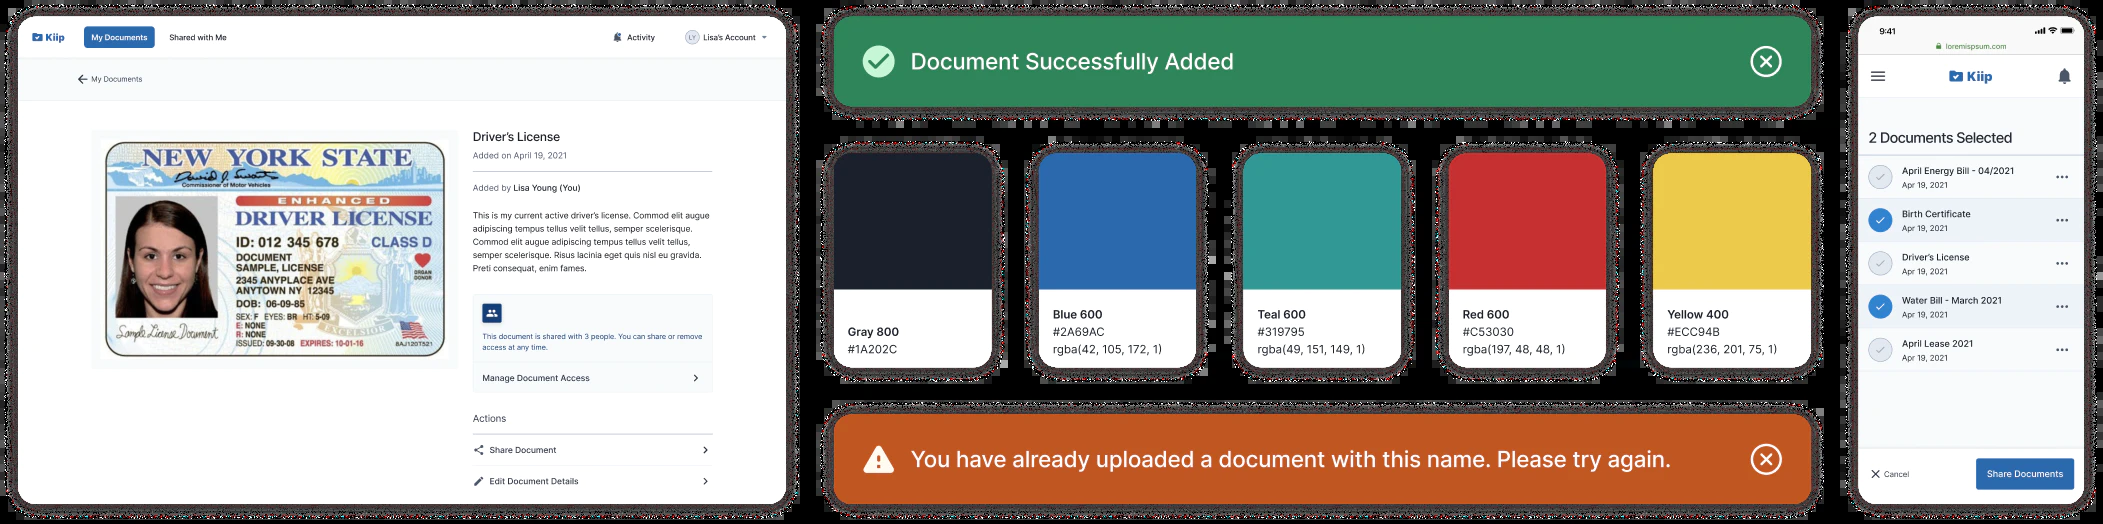 Kiip
My Documents
Shared with Me
Activity
LY
Lisa's Account
My Documents
NEW YORK STATE
Commissioner of Motor Vehicles
ENHANCED
DRIVER LICENSE
ID: 012 345 678 CLASS D
DOCUMENT
SAMPLE, LICENSE
2345 ANYPLACE AVE
ANYTOWN NY 12345
DOB: 06-09-85
SEX: F EYES: BR HT: 5-09
E: NONE
R: NONE
ISSUED: 09-30-08 EXPIRES: 10-01-16
ORGAN
DONOR
EXCELSIOR
Sample License Document
Driver's License
Added on April 19, 2021
Added by Lisa Young (You)
This is my current active driver's license. Commod elit augue
adipiscing tempus tellus velit tellus, semper scelerisque.
Commod elit augue adipiscing tempus tellus velit tellus,
semper scelerisque. Risus lacinia eget quis nisl eu gravida.
Preti consequat, enim fames.
This document is shared with 3 people. You can share or remove
access at any time.
Manage Document Access
Actions
Share Document
Edit Document Details
Document Successfully Added
Gray 800
#1A202C
Blue 600
#2A69AC
rgba(42, 105, 172, 1)
Teal 600
#319795
rgba(49, 151, 149, 1)
Red 600
#C53030
rgba(197, 48, 48, 1)
Yellow 400
#ECC94B
rgba(236, 201, 75, 1)
You have already uploaded a document with this name. Please try again.
9:41
loremispsum.com
Kiip
2 Documents Selected
April Energy Bill - 04/2021
Apr 19, 2021
Birth Certificate
Apr 19, 2021
Driver's License
Apr 19, 2021
Water Bill - March 2021
Apr 19, 2021
April Lease 2021
Apr 19, 2021
Cancel
Share Documents